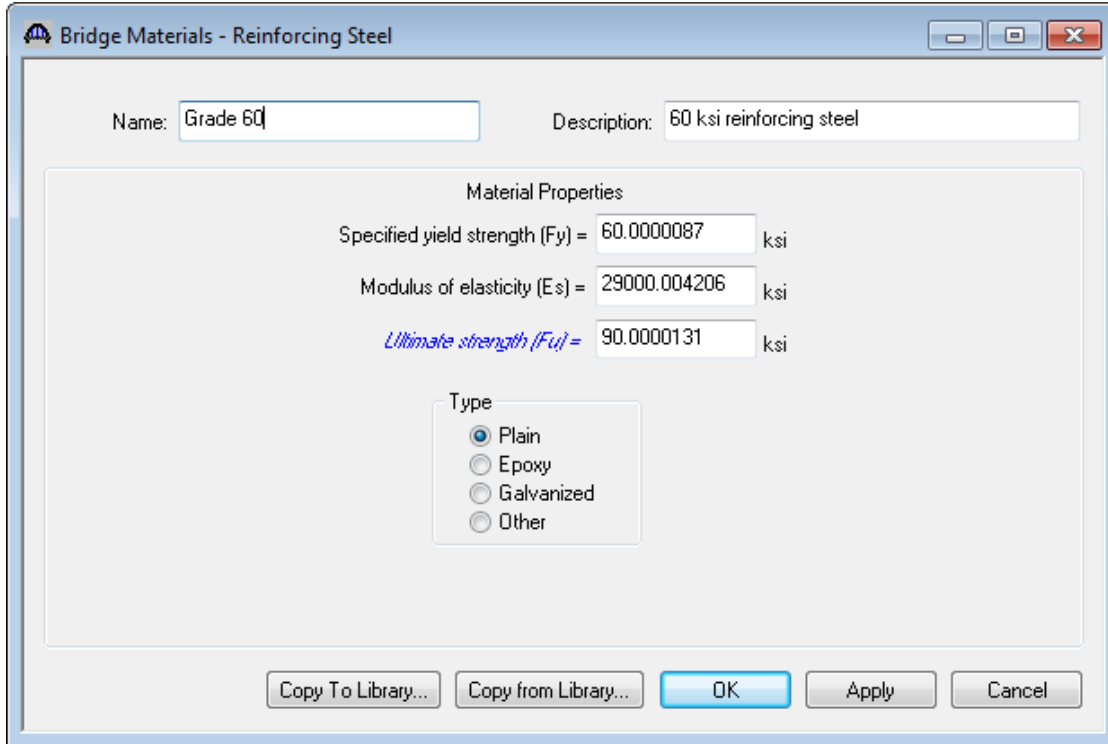 Bridge Materials - Reinforcing Steel
Name: Grade 60 Description: 60 ksi reinforcing steel
Material Properties
Specified yield strength (Fy) = 60.0000087 ksi
Modulus of elasticity (Es) = 29000.004206 ksi
Ultimate strength (Fu) = 90.0000131 ksi
Type
Plain
Epoxy
Galvanized
Other
Copy To Library... Copy from Library... OK Apply Cancel